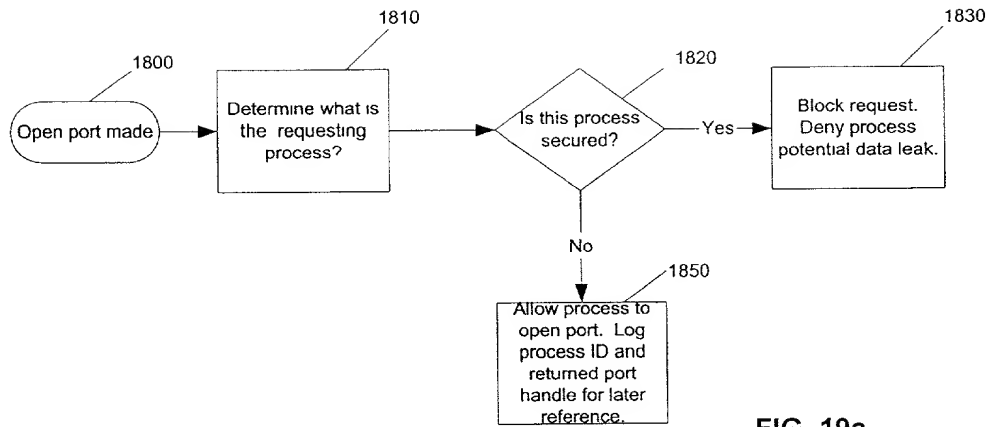 1800
Open port made
1810
Determine what is
the requesting
process?
1820
Is this process
secured?
Yes
1830
Block request.
Deny process
potential data leak.
No
1850
Allow process to
open port. Log
process ID and
returned port
handle for later
reference.